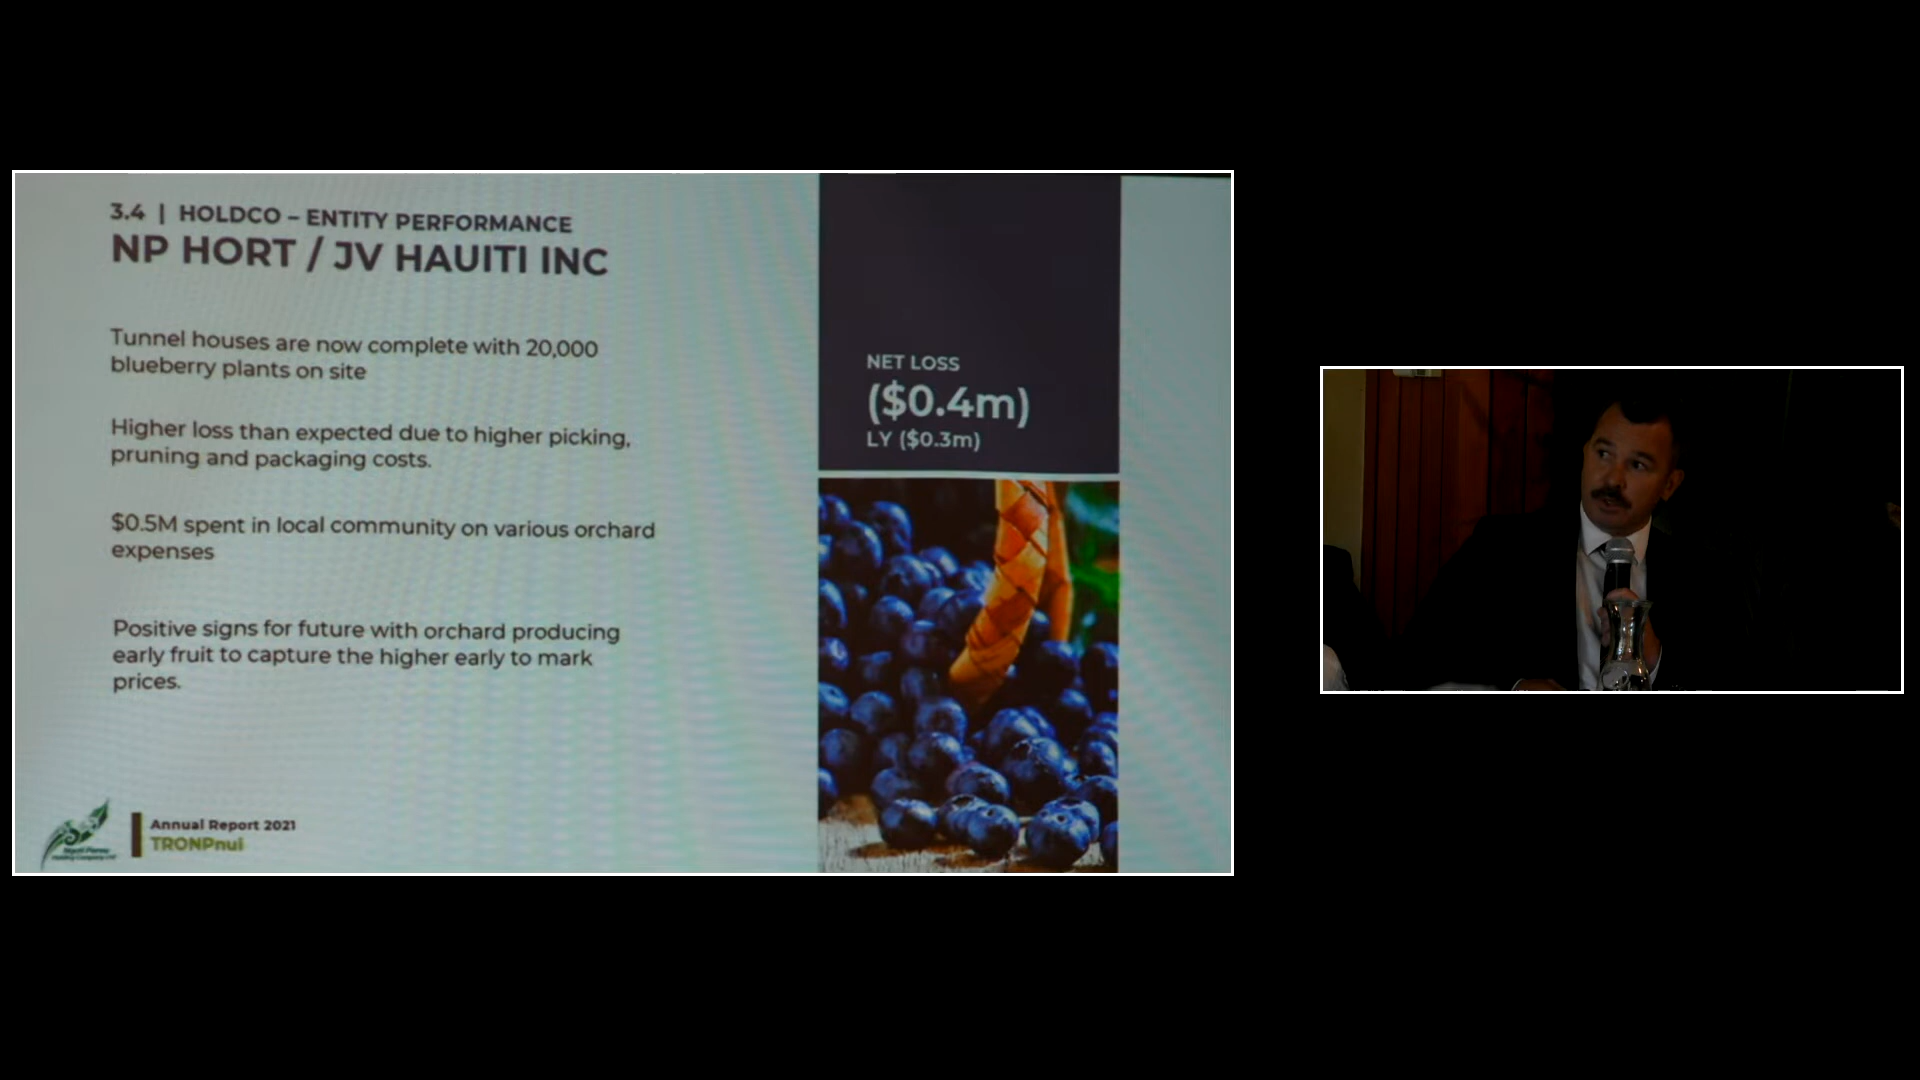 3.4 | HOLDCO – ENTITY PERFORMANCE
NP HORT / JV HAUITI INC
Tunnel houses are now complete with 20,000
blueberry plants on site
Higher loss than expected due to higher picking,
pruning and packaging costs.
$0.5M spent in local community on various orchard
expenses
Positive signs for future with orchard producing
early fruit to capture the higher early to mark
prices.
NET LOSS
($0.4m)
LY ($0.3m)
Annual Report 2021
TRONPnui